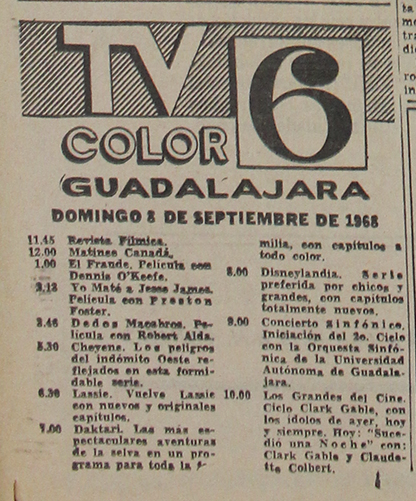 TV 6
COLOR
GUADALAJARA
DOMINGO 8 DE SEPTIEMBRE DE 1968
11.45 Revista Fílmica.
12.00 Matinee Canadá.
1.00 El Fraude. Película con
Dennis O'Keefe.
2.13 Yo Maté a Jesse James.
Película con Preston
Foster.
3.46 Dedos Macabros. Pe-
lícula con Robert Alda.
5.30 Cheyene. Los peligros
del indómito Oeste re-
flejados en esta formi-
dable serie.
6.30 Lassie. Vuelve Lassie
con nuevos y originales
capítulos.
7.00 Daktari. Las más es-
pectaculares aventuras
de la selva en un pro-
grama para toda la f-
milia, con capítulos a
todo color.
8.00 Disneylandia. Serie
preferida por chicos y
grandes, con capítulos
totalmente nuevos.
9.00 Concierto Sinfónico.
Iniciación del 2o. Ciclo
con la Orquesta Sinfó-
nica de la Universidad
Autónoma de Guadala-
jara.
10.00 Los Grandes del Cine.
Ciclo Clark Gable, con
los ídolos de ayer, hoy
y siempre. Hoy: "Suce-
dió una Noche" con:
Clark Gable y Claude-
tte Colbert.